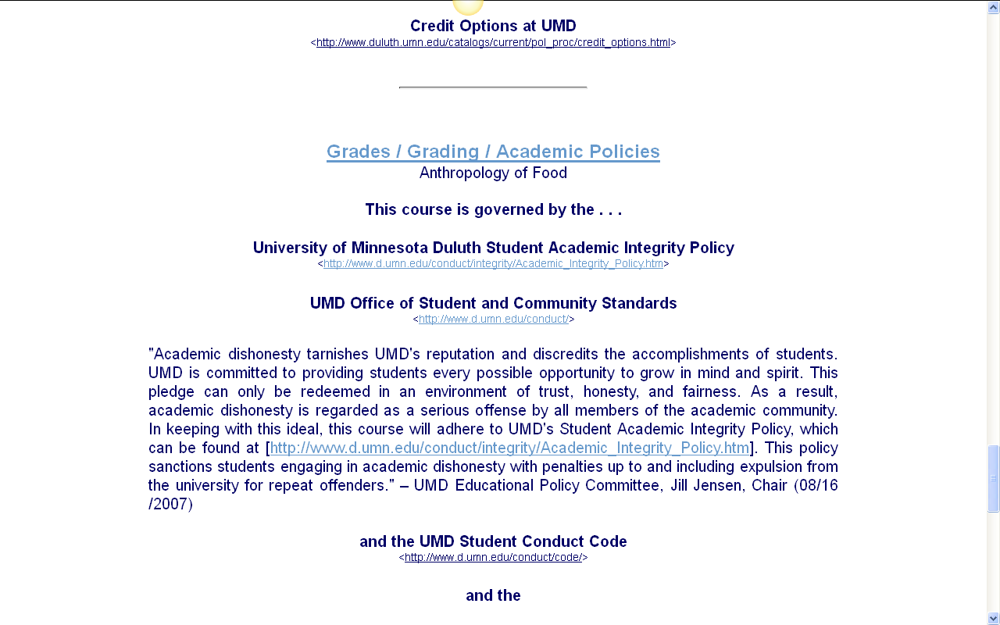 Credit Options at UMD
<http://www.duluth.umn.edu/catalogs/current/pol_proc/credit_options.html>
Grades / Grading / Academic Policies
Anthropology of Food
This course is governed by the . . .
University of Minnesota Duluth Student Academic Integrity Policy
<http://www.d.umn.edu/conduct/integrity/Academic_Integrity_Policy.htm>
UMD Office of Student and Community Standards
<http://www.d.umn.edu/conduct/>
"Academic dishonesty tarnishes UMD's reputation and discredits the accomplishments of students.
UMD is committed to providing students every possible opportunity to grow in mind and spirit. This
pledge can only be redeemed in an environment of trust, honesty, and fairness. As a result,
academic dishonesty is regarded as a serious offense by all members of the academic community.
In keeping with this ideal, this course will adhere to UMD's Student Academic Integrity Policy, which
can be found at [http://www.d.umn.edu/conduct/integrity/Academic_Integrity_Policy.htm]. This policy
sanctions students engaging in academic dishonesty with penalties up to and including expulsion from
the university for repeat offenders." – UMD Educational Policy Committee, Jill Jensen, Chair (08/16
/2007)
and the UMD Student Conduct Code
<http://www.d.umn.edu/conduct/code/>
and the